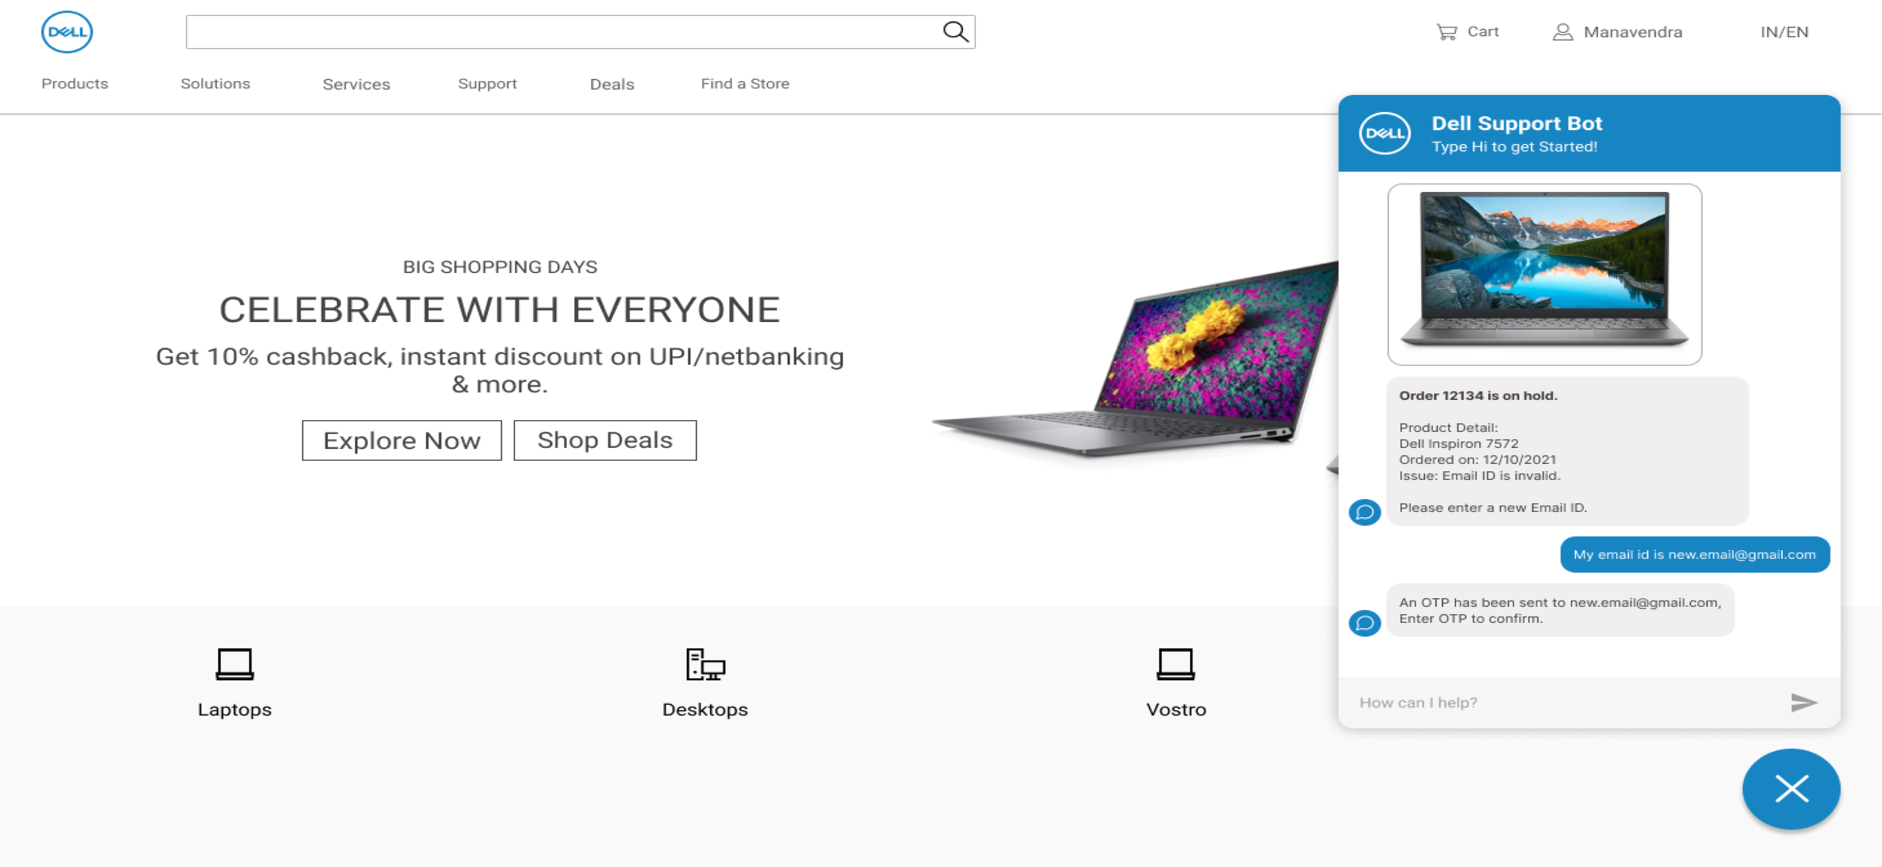 DELL
Cart
Manavendra
IN/EN
Products
Solutions
Services
Support
Deals
Find a Store
BIG SHOPPING DAYS
CELEBRATE WITH EVERYONE
Get 10% cashback, instant discount on UPI/netbanking
& more.
Explore Now
Shop Deals
Laptops
Desktops
Vostro
DELL
Dell Support Bot
Type Hi to get Started!
Order 12134 is on hold.
Product Detail:
Dell Inspiron 7572
Ordered on: 12/10/2021
Issue: Email ID is invalid.
Please enter a new Email ID.
My email id is new.email@gmail.com
An OTP has been sent to new.email@gmail.com,
Enter OTP to confirm.
How can I help?